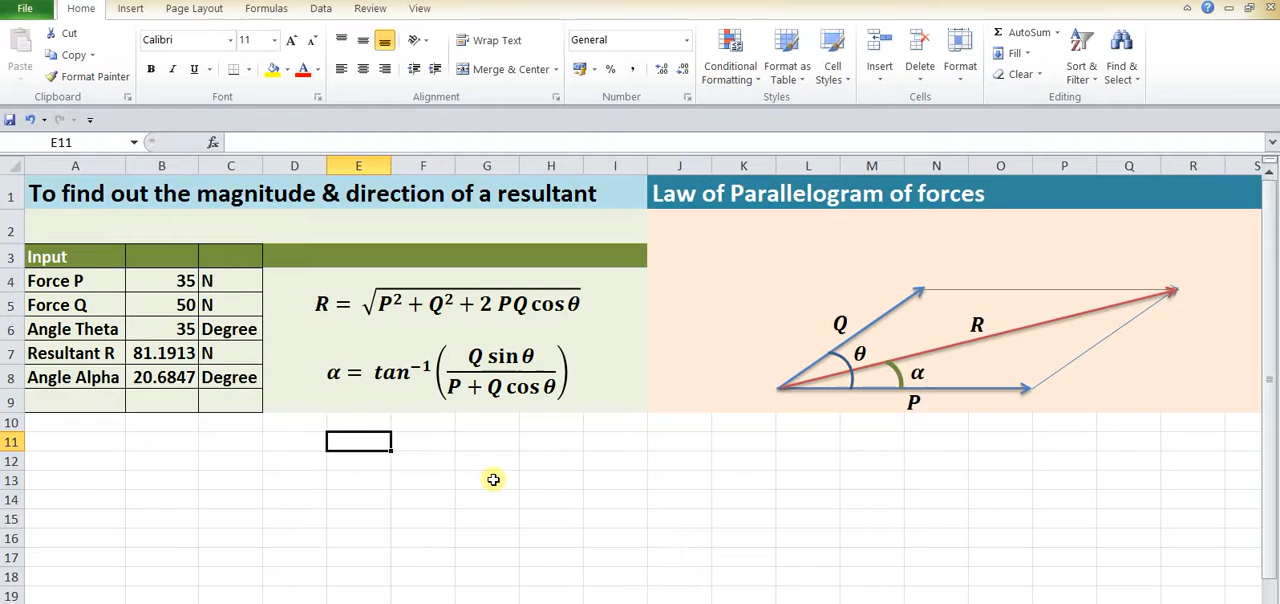 File Home Insert Page Layout Formulas Data Review View
Cut
Copy
Format Painter
Paste
Clipboard
Calibri 11
B I U
Font
Wrap Text
Merge & Center
Alignment
General
% ,
Number
Conditional Formatting
Format as Table
Cell Styles
Styles
Insert Delete Format
Cells
AutoSum
Fill
Clear
Sort & Filter
Find & Select
Editing
E11 fx
A B C D E F G H I J K L M N O P Q R S
1 To find out the magnitude & direction of a resultant Law of Parallelogram of forces
2
3 Input
4 Force P 35 N
5 Force Q 50 N
6 Angle Theta 35 Degree
7 Resultant R 81.1913 N
8 Angle Alpha 20.6847 Degree
9
10
11
12
13
14
15
16
17
18
19
R = √P² + Q² + 2 PQ cos θ
α = tan⁻¹ (Q sin θ / P + Q cos θ)
Q R
θ
α
P